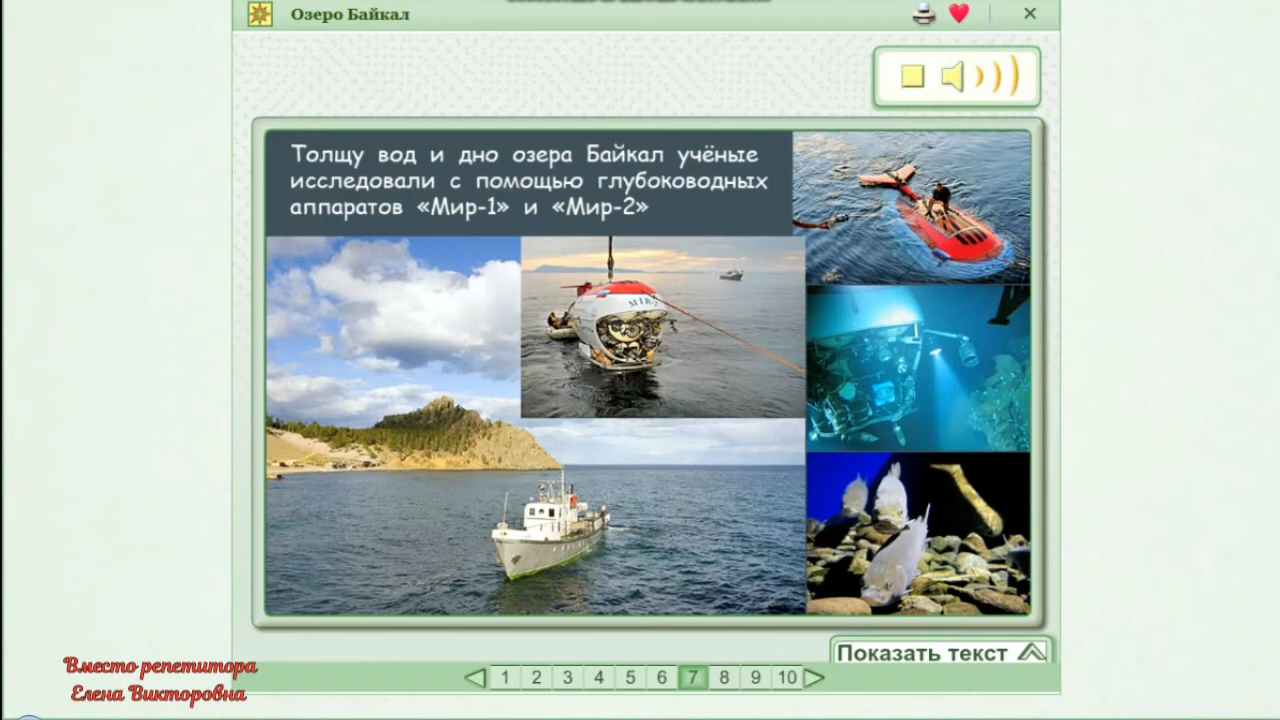 Озеро Байкал
Толщу вод и дно озера Байкал учёные
исследовали с помощью глубоководных
аппаратов «Мир-1» и «Мир-2»
Показать текст
1 2 3 4 5 6 7 8 9 10
Вместо репетитора
Елена Викторовна